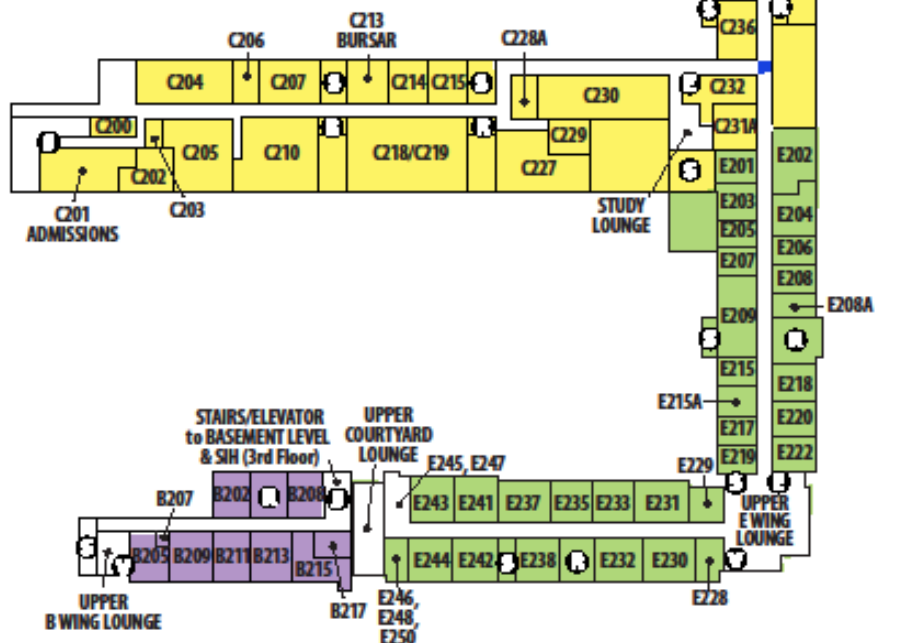 C236
C213
BURSAR
C206
C228A
C204
C207
C214
C215
C230
C232
C200
C205
C210
C218/C219
C229
C227
C231A
C202
C201
ADMISSIONS
C203
STUDY
LOUNGE
E201
E202
E203
E204
E205
E206
E207
E208
E208A
E209
E215
E218
E215A
E217
E220
E219
E222
STAIRS/ELEVATOR
to BASEMENT LEVEL
& SIH (3rd Floor)
UPPER
COURTYARD
LOUNGE
E245, E247
E229
B207
B202
B208
E243
E241
E237
E235
E233
E231
UPPER
E WING
LOUNGE
B205
B209
B211
B213
B215
E244
E242
E238
E232
E230
UPPER
B WING LOUNGE
B217
E246,
E248,
E250
E228